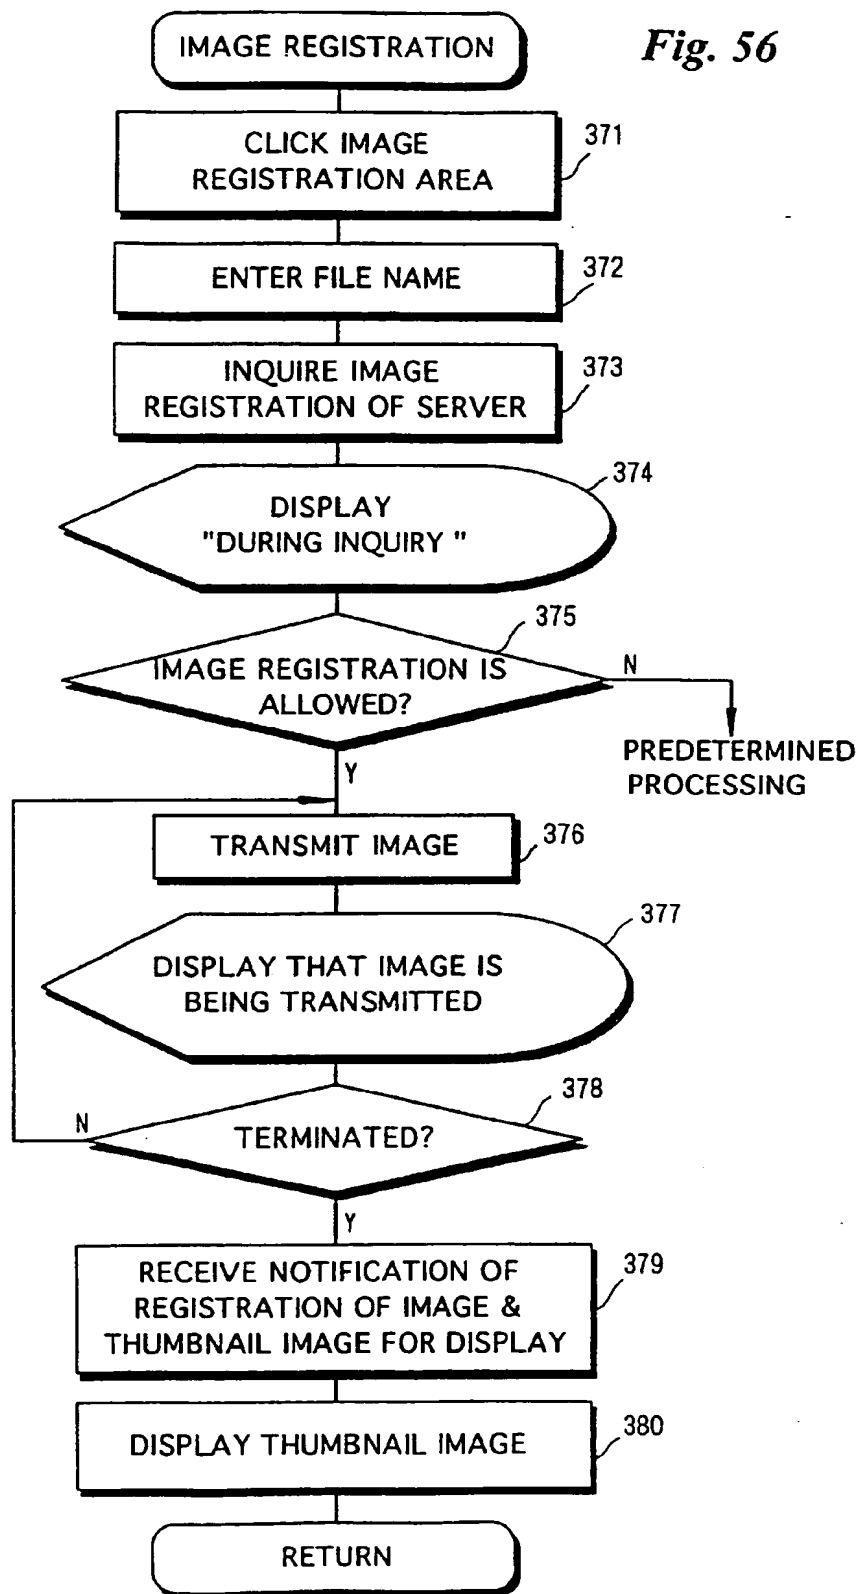 IMAGE REGISTRATION
Fig. 56
CLICK IMAGE
REGISTRATION AREA
371
ENTER FILE NAME
372
INQUIRE IMAGE
REGISTRATION OF SERVER
373
DISPLAY
"DURING INQUIRY "
374
375
IMAGE REGISTRATION IS
ALLOWED?
N
PREDETERMINED
PROCESSING
Y
TRANSMIT IMAGE
376
377
DISPLAY THAT IMAGE IS
BEING TRANSMITTED
378
N
TERMINATED?
Y
RECEIVE NOTIFICATION OF
REGISTRATION OF IMAGE &
THUMBNAIL IMAGE FOR DISPLAY
379
DISPLAY THUMBNAIL IMAGE
380
RETURN